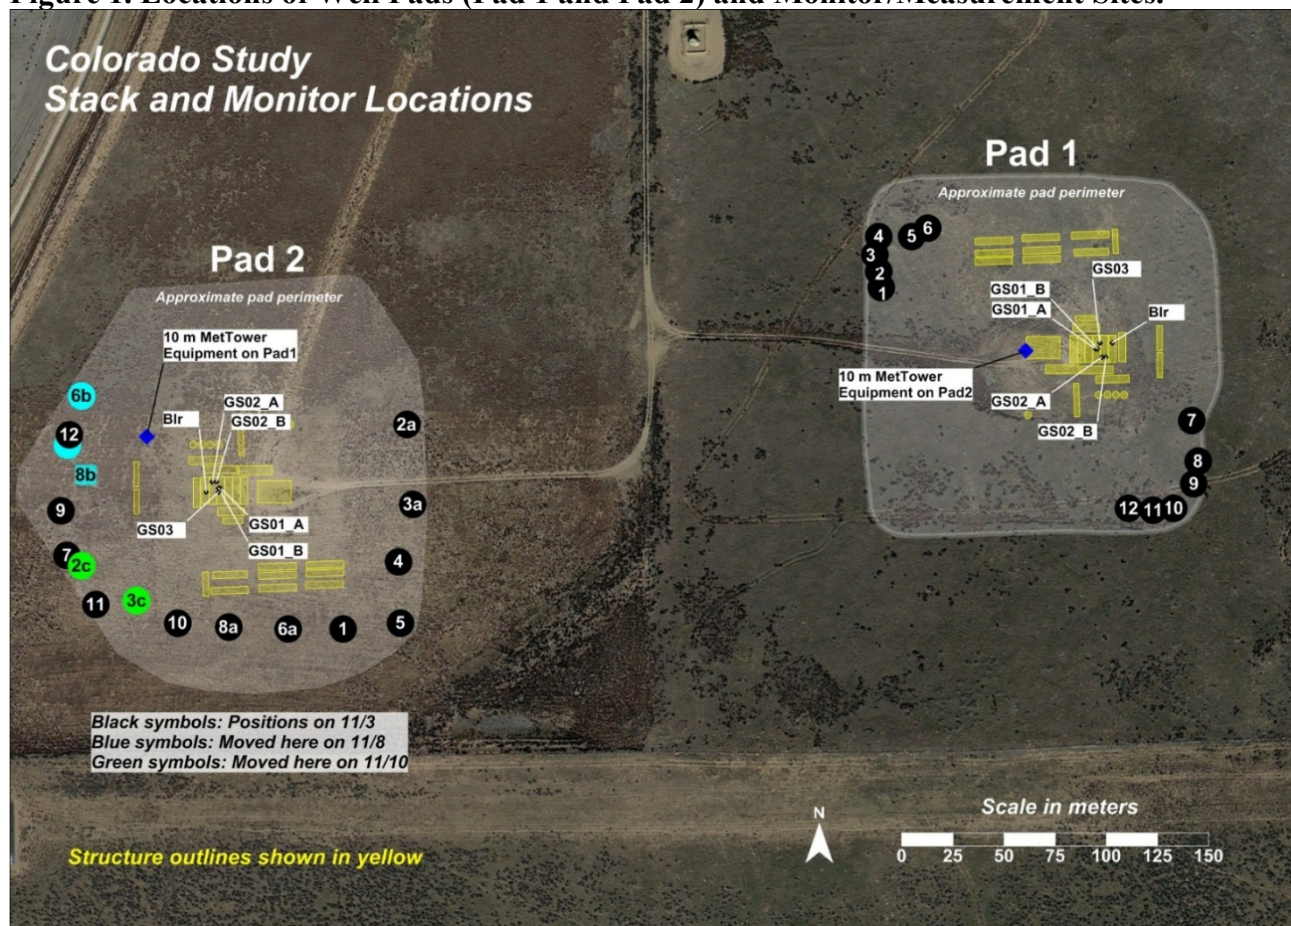 Figure 1. Locations of Well Pads (Pad 1 and Pad 2) and Monitor/Measurement Sites.
Colorado Study
Stack and Monitor Locations
Pad 1
Approximate pad perimeter
4
5
6
3
2
1
GS03
GS01_B
GS01_A
Blr
10 m MetTower
Equipment on Pad2
GS02_A
GS02_B
7
8
9
12
11
10
Pad 2
Approximate pad perimeter
10 m MetTower
Equipment on Pad1
6b
GS02_A
Blr
GS02_B
2a
12
8b
9
3a
GS03
GS01_A
GS01_B
7
2c
4
11
3c
10
8a
6a
1
5
Black symbols: Positions on 11/3
Blue symbols: Moved here on 11/8
Green symbols: Moved here on 11/10
N
Scale in meters
0 25 50 75 100 125 150
Structure outlines shown in yellow